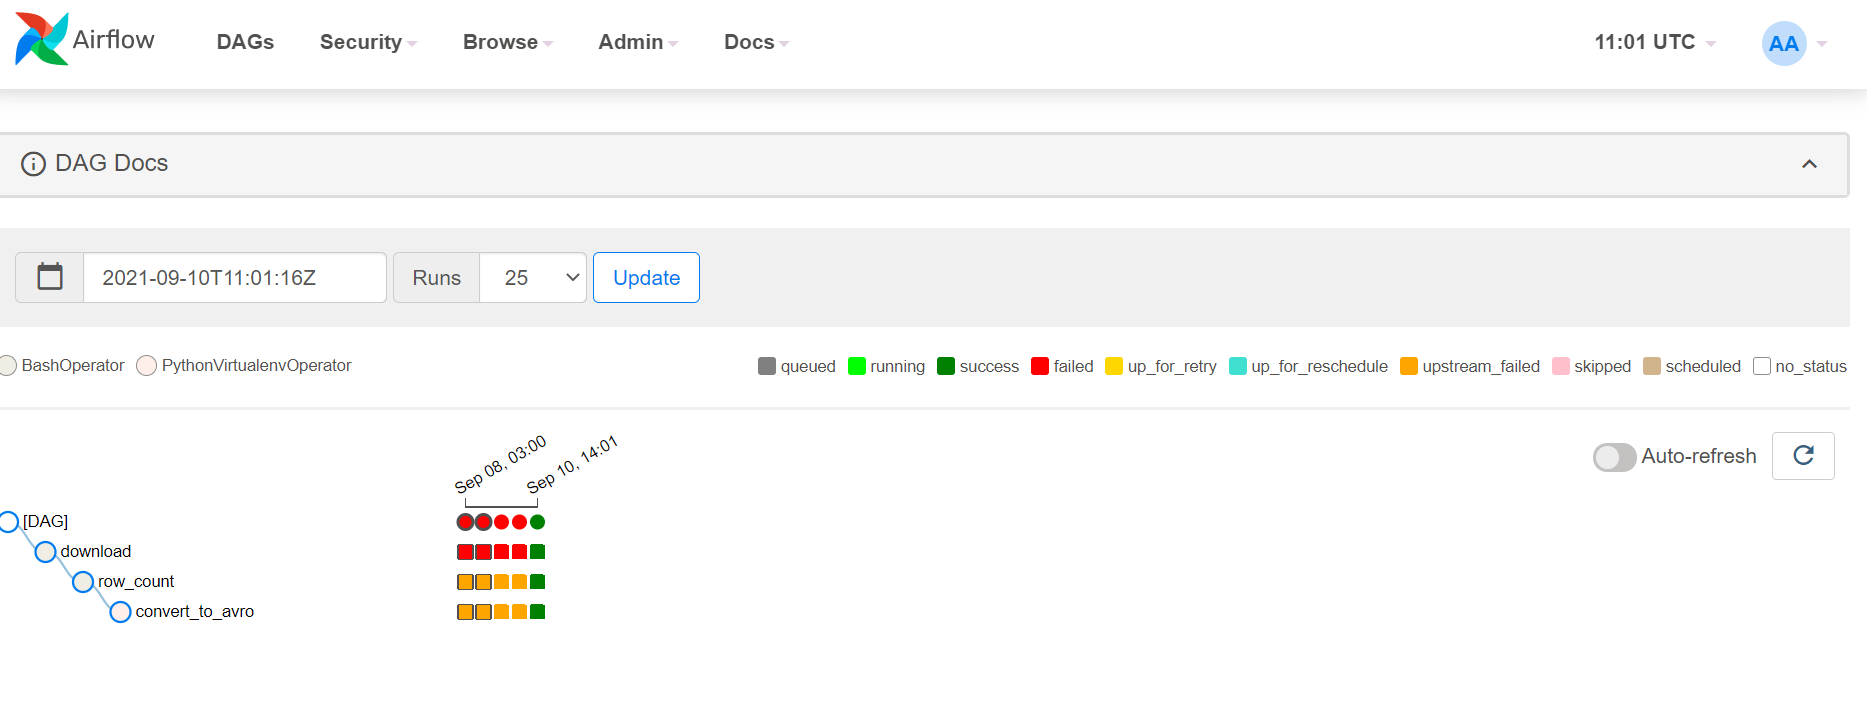 Airflow DAGs Security Browse Admin Docs 11:01 UTC AA
DAG Docs
2021-09-10T11:01:16Z Runs 25 Update
BashOperator PythonVirtualenvOperator queued running success failed up_for_retry up_for_reschedule upstream_failed skipped scheduled no_status
Sep 08, 03:00 Sep 10, 14:01
Auto-refresh
[DAG]
download
row_count
convert_to_avro